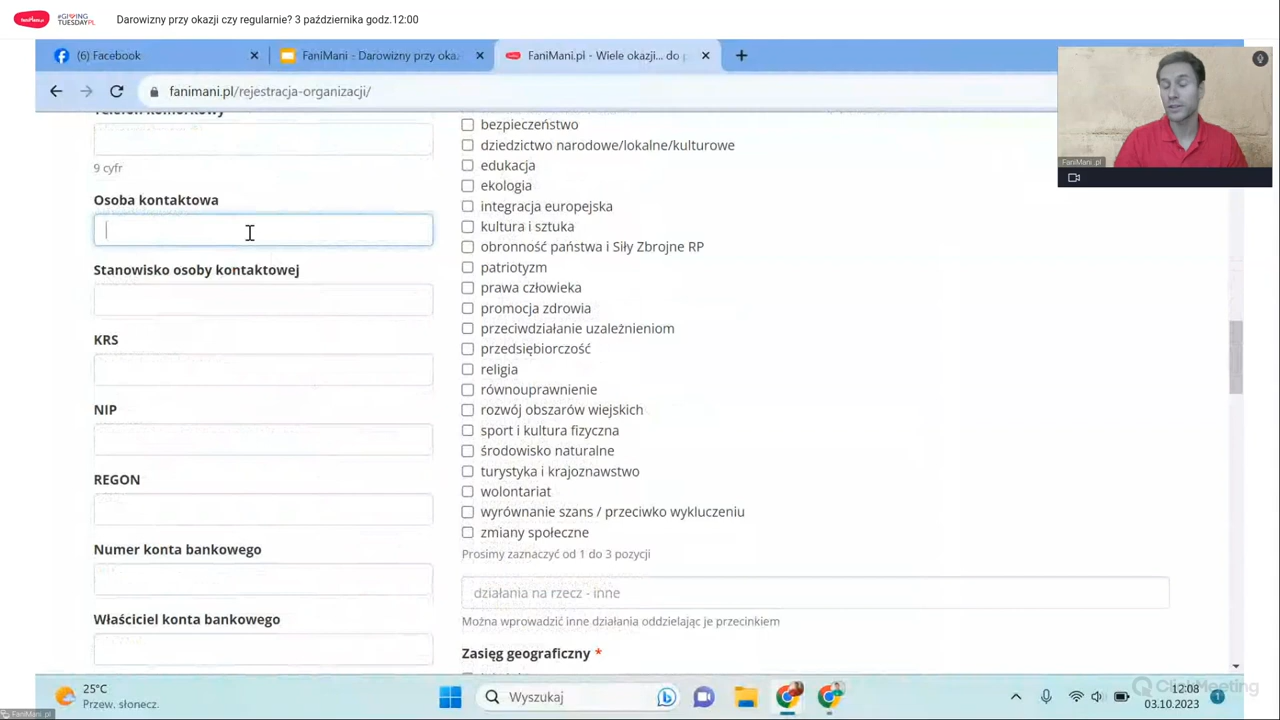 FaniMani.pl
#GIVING
TUESDAYPL
Darowizny przy okazji czy regularnie? 3 października godz.12:00
(6) Facebook
FaniMani - Darowizny przy oka
FaniMani.pl - Wiele okazji... do p
fanimani.pl/rejestracja-organizacji/
Telefon komórkowy
9 cyfr
Osoba kontaktowa
Stanowisko osoby kontaktowej
KRS
NIP
REGON
Numer konta bankowego
Właściciel konta bankowego
bezpieczeństwo
dziedzictwo narodowe/lokalne/kulturowe
edukacja
ekologia
integracja europejska
kultura i sztuka
obronność państwa i Siły Zbrojne RP
patriotyzm
prawa człowieka
promocja zdrowia
przeciwdziałanie uzależnieniom
przedsiębiorczość
religia
równouprawnienie
rozwój obszarów wiejskich
sport i kultura fizyczna
środowisko naturalne
turystyka i krajoznawstwo
wolontariat
wyrównanie szans / przeciwko wykluczeniu
zmiany społeczne
Prosimy zaznaczyć od 1 do 3 pozycji
działania na rzecz - inne
Można wprowadzić inne działania oddzielając je przecinkiem
Zasięg geograficzny *
FaniMani .pl
25°C
Przew. słonecz.
Wyszukaj
ClickMeeting
12:08
03.10.2023
1
FaniMani .pl